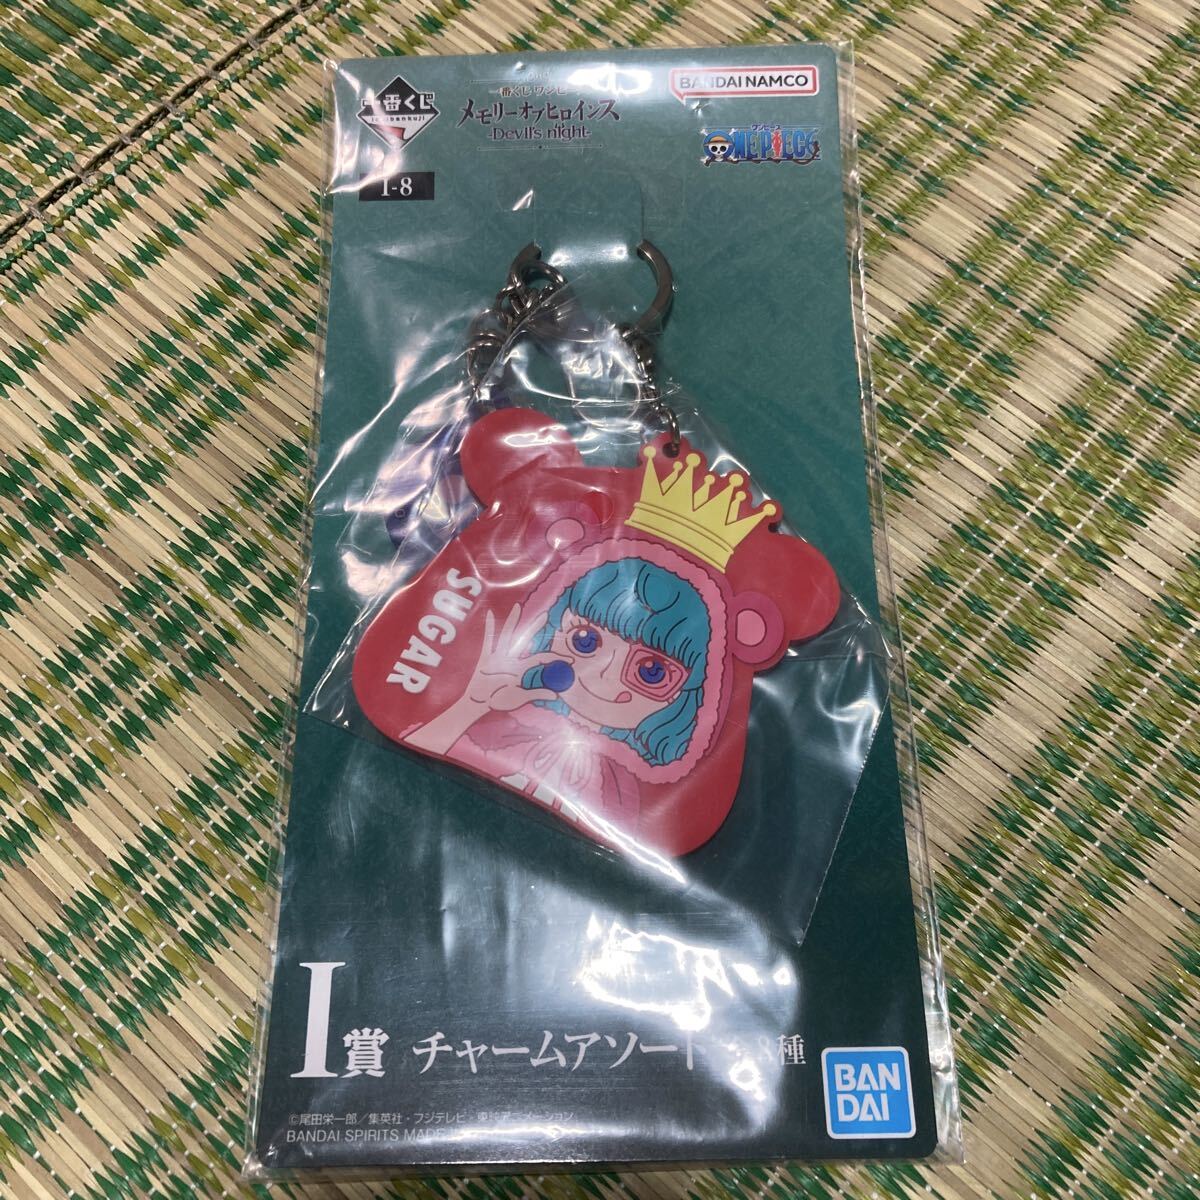 一番くじ
ichibankuji
I-8
一番くじ ワンピース
メモリーオブヒロインズ
-Devil's night-
BANDAI NAMCO
ワンピース
ONE PIECE
SUGAR
I賞 チャームアソート 8種
©尾田栄一郎／集英社・フジテレビ・東映アニメーション
BANDAI SPIRITS MADE
BAN
DAI